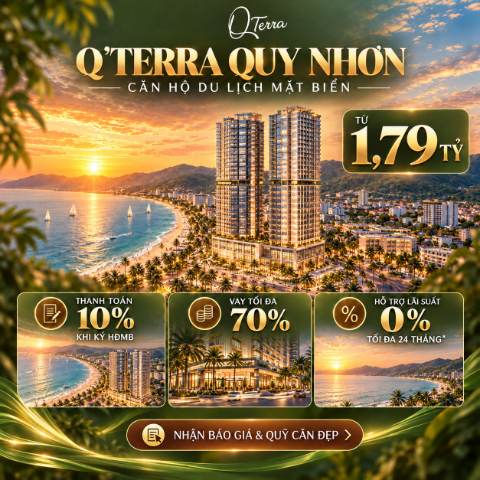 Q'Terra
Q'TERRA QUY NHƠN
CĂN HỘ DU LỊCH MẶT BIỂN
TỪ
1,79 TỶ
THANH TOÁN
10%
KHI KÝ HĐMB
VAY TỐI ĐA
70%
HỖ TRỢ LÃI SUẤT
0%
TỐI ĐA 24 THÁNG*
NHẬN BÁO GIÁ & QUỸ CĂN ĐẸP >